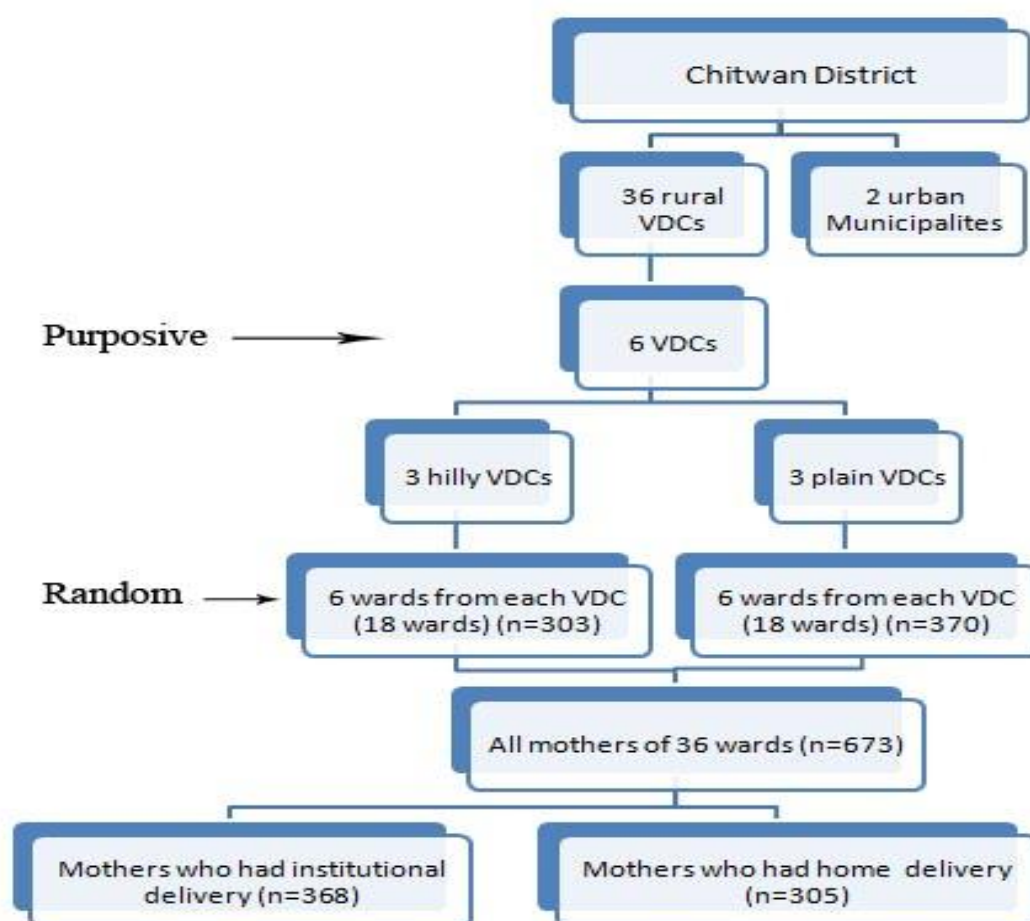 Chitwan District
36 rural
VDCs
2 urban
Municipalites
Purposive
6 VDCs
3 hilly VDCs
3 plain VDCs
Random
6 wards from each VDC
(18 wards) (n=303)
6 wards from each VDC
(18 wards) (n=370)
All mothers of 36 wards (n=673)
Mothers who had institutional
delivery (n=368)
Mothers who had home delivery
(n=305)